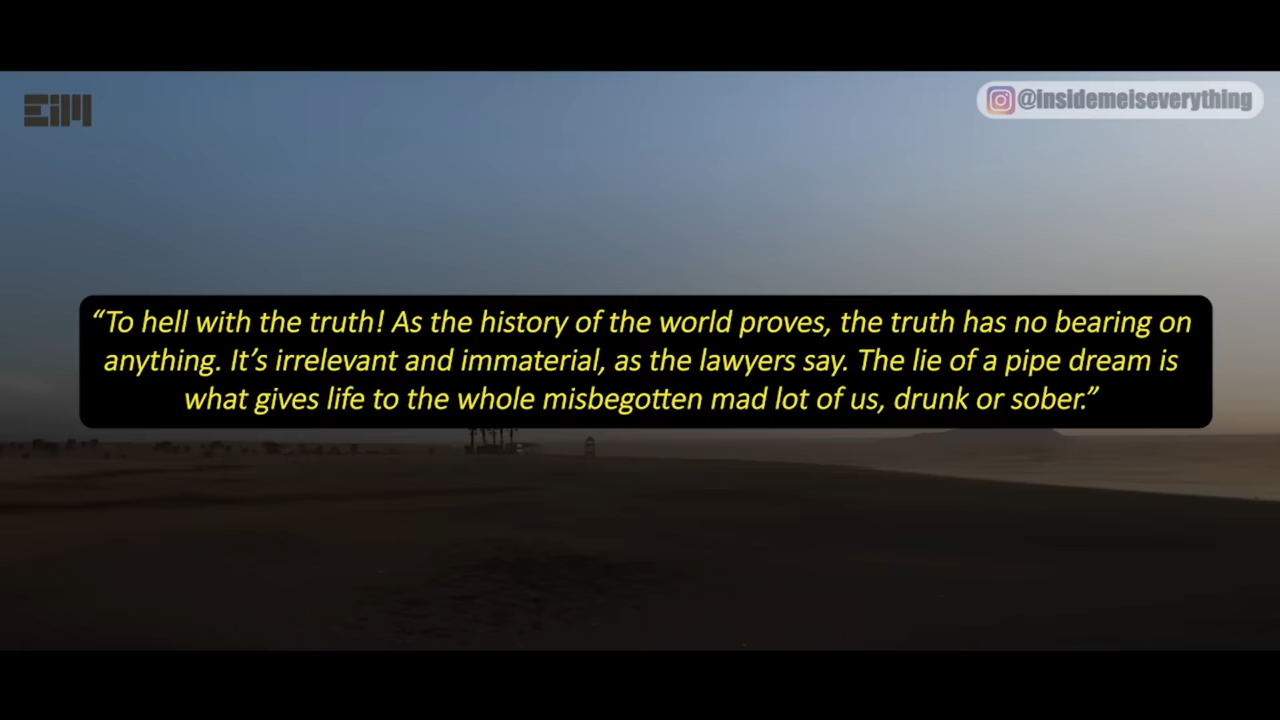 EiM
@insidemeiseverything
“To hell with the truth! As the history of the world proves, the truth has no bearing on
anything. It’s irrelevant and immaterial, as the lawyers say. The lie of a pipe dream is
what gives life to the whole misbegotten mad lot of us, drunk or sober.”